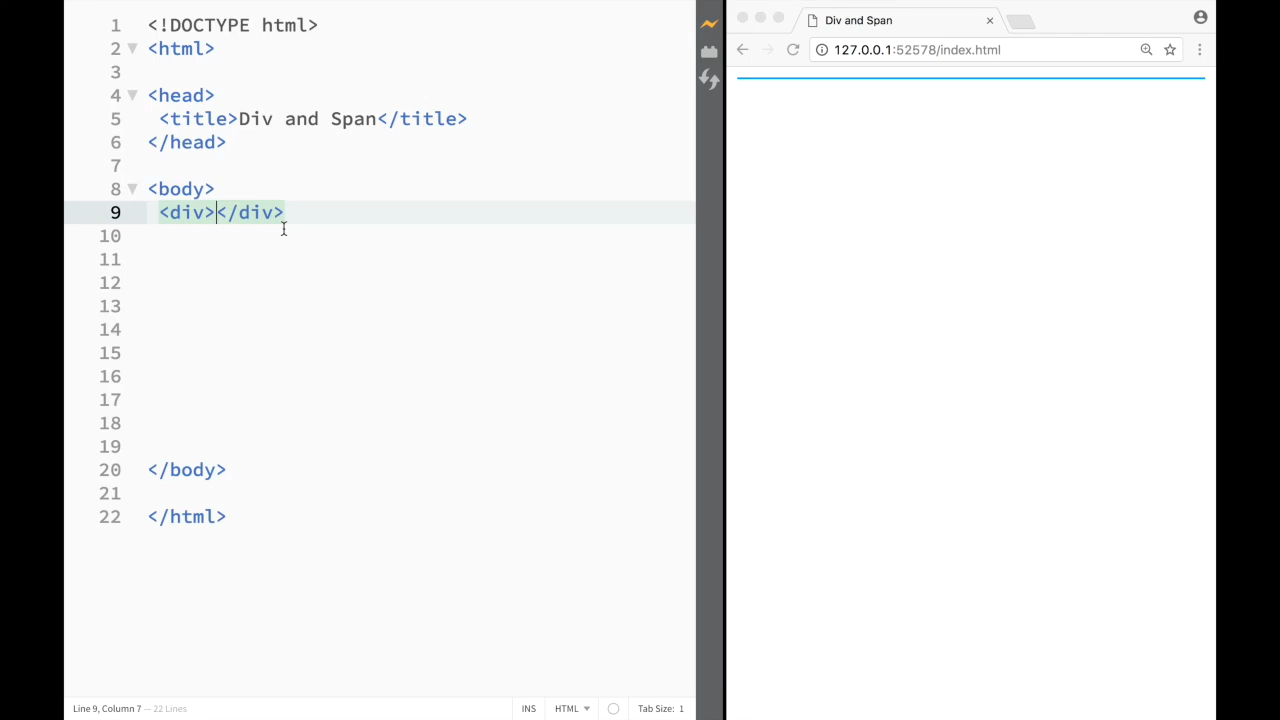 1 <!DOCTYPE html>
2 <html>
3
4 <head>
5 <title>Div and Span</title>
6 </head>
7
8 <body>
9 <div></div>
10
11
12
13
14
15
16
17
18
19
20 </body>
21
22 </html>
Line 9, Column 7 — 22 Lines
INS HTML Tab Size: 1
Div and Span
127.0.0.1:52578/index.html